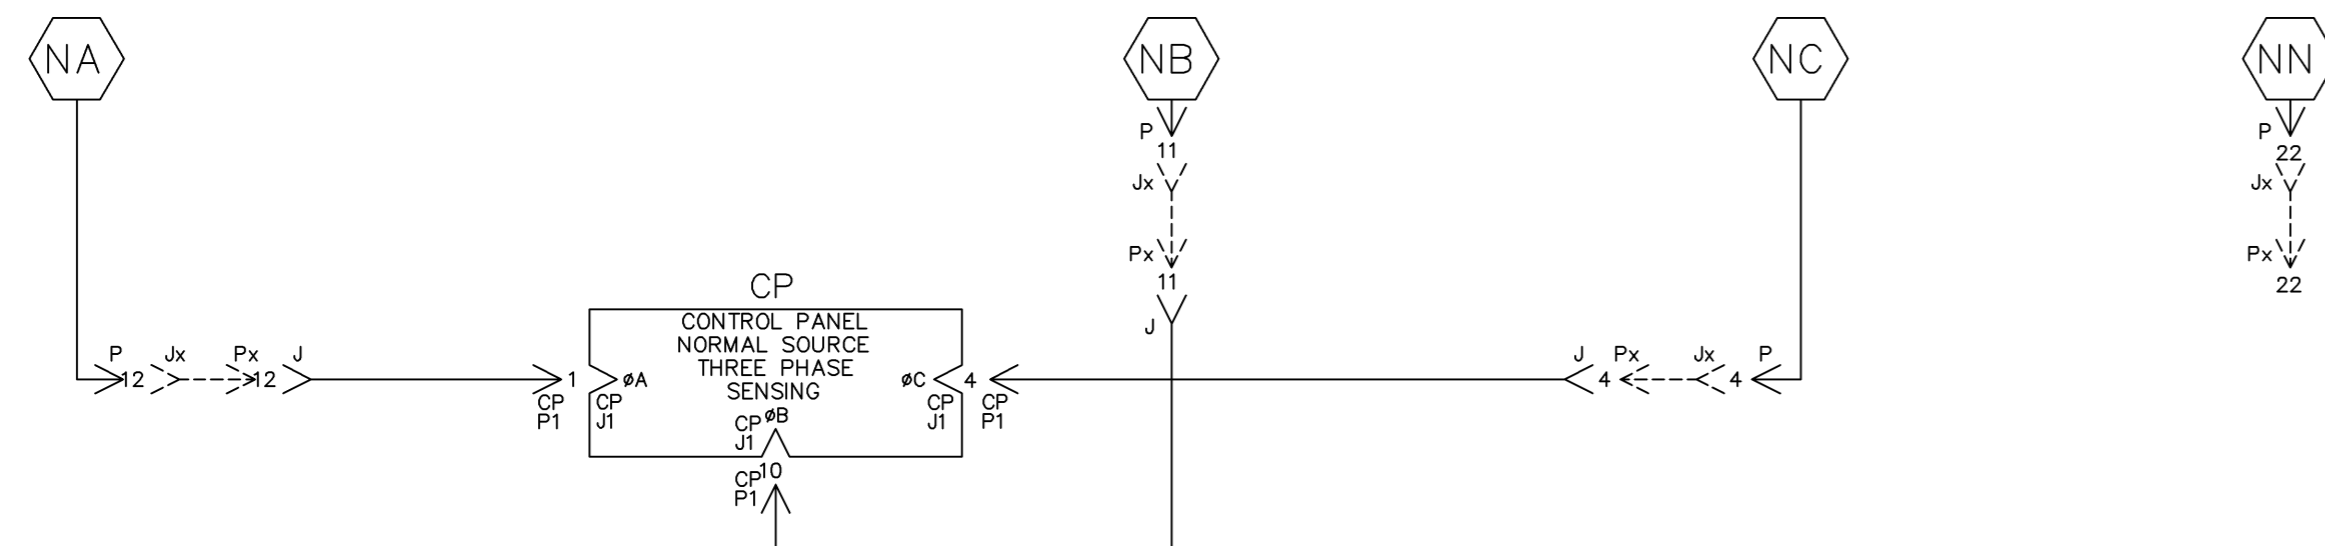 NA
NB
NC
NN
P
11
Jx
Px
11
J
P
22
Jx
Px
22
CP
CONTROL PANEL
NORMAL SOURCE
THREE PHASE
SENSING
P
Jx
Px
J
12
12
1
øA
CP
P1
CP
J1
øB
CP
J1
10
CP
P1
øC
4
CP
J1
CP
P1
J
Px
Jx
P
4
4